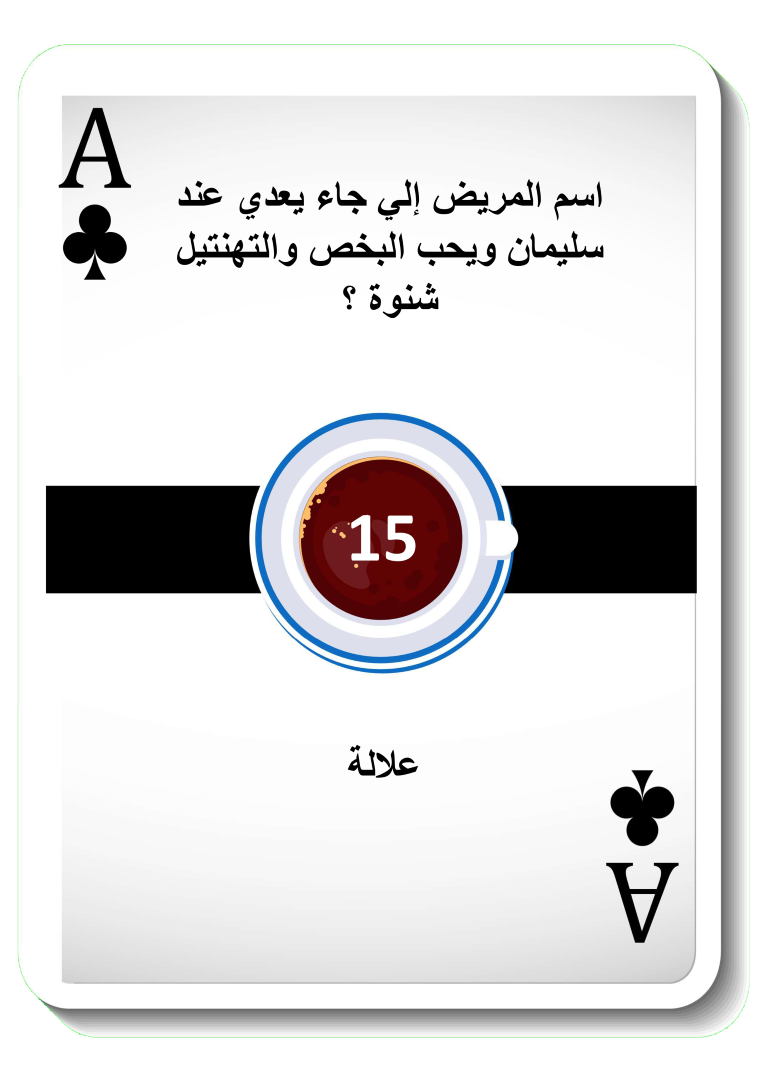 A
اسم المريض إلي جاء يعدي عند
سليمان ويحب البخص والتهنتيل
شنوة ؟
15
علالة
A